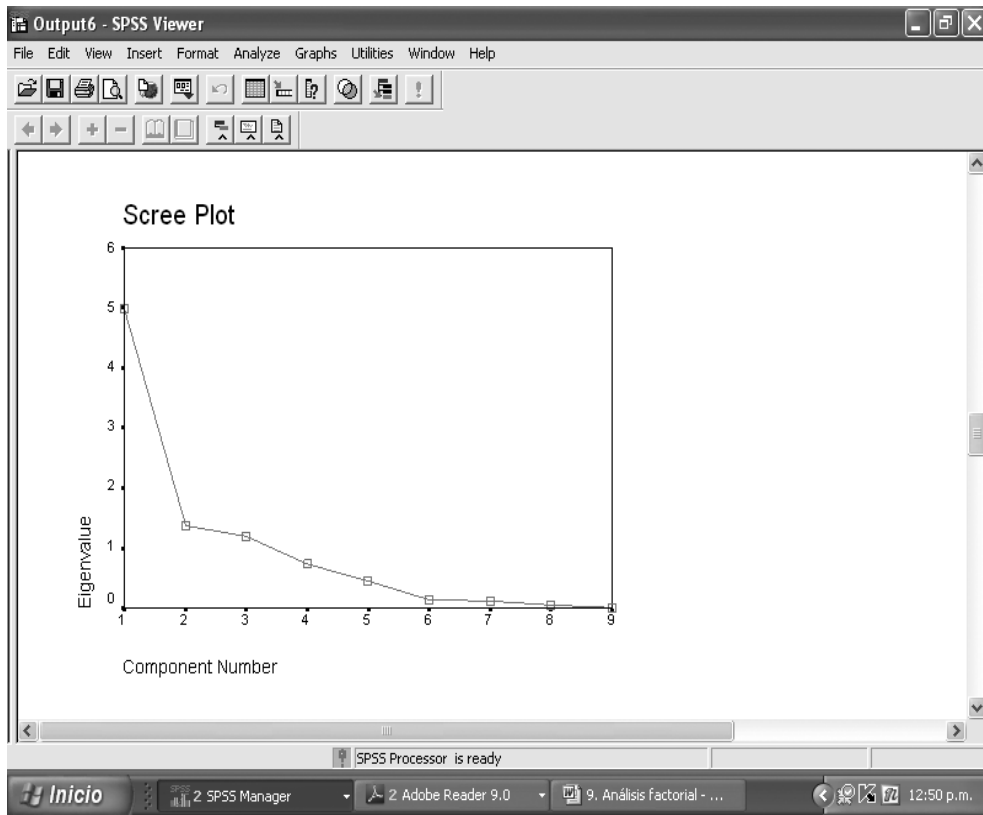 Output6 - SPSS Viewer
File Edit View Insert Format Analyze Graphs Utilities Window Help
Scree Plot
6
5
4
3
2
1
0
Eigenvalue
1 2 3 4 5 6 7 8 9
Component Number
SPSS Processor is ready
Inicio
2 SPSS Manager
2 Adobe Reader 9.0
9. Análisis factorial - ...
12:50 p.m.